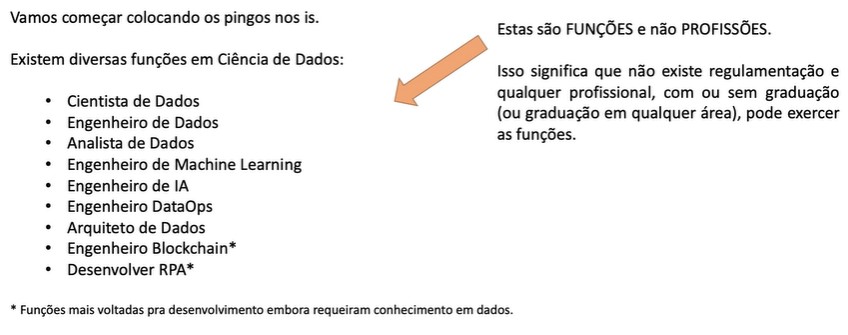 Vamos começar colocando os pingos nos is.
Existem diversas funções em Ciência de Dados:
• Cientista de Dados
• Engenheiro de Dados
• Analista de Dados
• Engenheiro de Machine Learning
• Engenheiro de IA
• Engenheiro DataOps
• Arquiteto de Dados
• Engenheiro Blockchain*
• Desenvolver RPA*
* Funções mais voltadas pra desenvolvimento embora requeiram conhecimento em dados.
Estas são FUNÇÕES e não PROFISSÕES.
Isso significa que não existe regulamentação e
qualquer profissional, com ou sem graduação
(ou graduação em qualquer área), pode exercer
as funções.